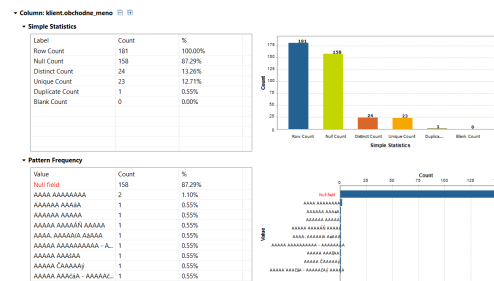 Column: klient.obchodne_meno
Simple Statistics
Label Count %
Row Count 181 100.00%
Null Count 158 87.29%
Distinct Count 24 13.26%
Unique Count 23 12.71%
Duplicate Count 1 0.55%
Blank Count 0 0.00%
Count
175
150
125
100
75
50
25
0
181
158
24
23
1
0
Row Count Null Count Distinct Count Unique Count Duplica... Blank Count
Simple Statistics
Pattern Frequency
Value Count %
Null field 158 87.29%
AAAA AAAAAAAA 2 1.10%
1 0.55%
AAAAAA AAAAA 1 0.55%
1 0.55%
1 0.55%
1 0.55%
1 0.55%
1 0.55%
1 0.55%
Count
0 25 50 75 100 125
Value
Null field
AAAA AAAAAAAA
AAAAAA AAAAA